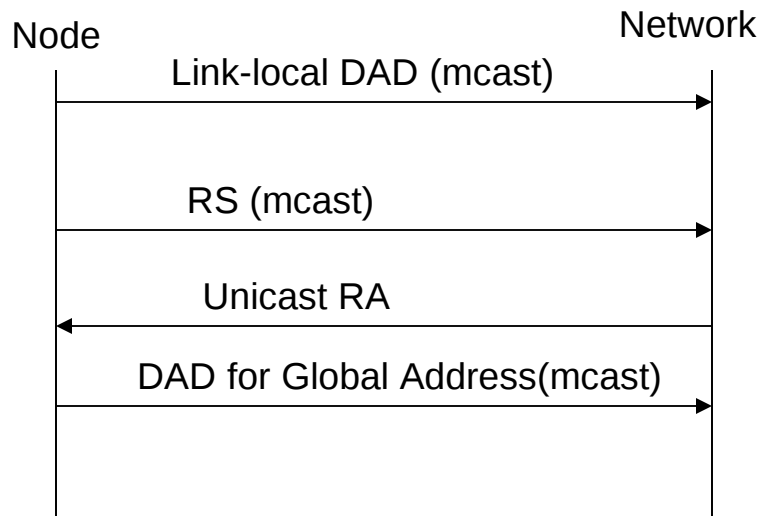 Node
Network
Link-local DAD (mcast)
RS (mcast)
Unicast RA
DAD for Global Address(mcast)